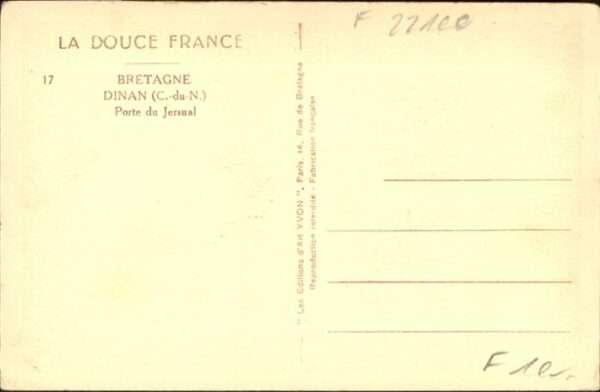 LA DOUCE FRANCE
17
BRETAGNE
DINAN (C.-du-N.)
Porte du Jersual
" Les Editions d'Art YVON ", Paris, 15, Rue de Bretagne
Reproduction interdite - Fabrication française
F 22100
F 10.-